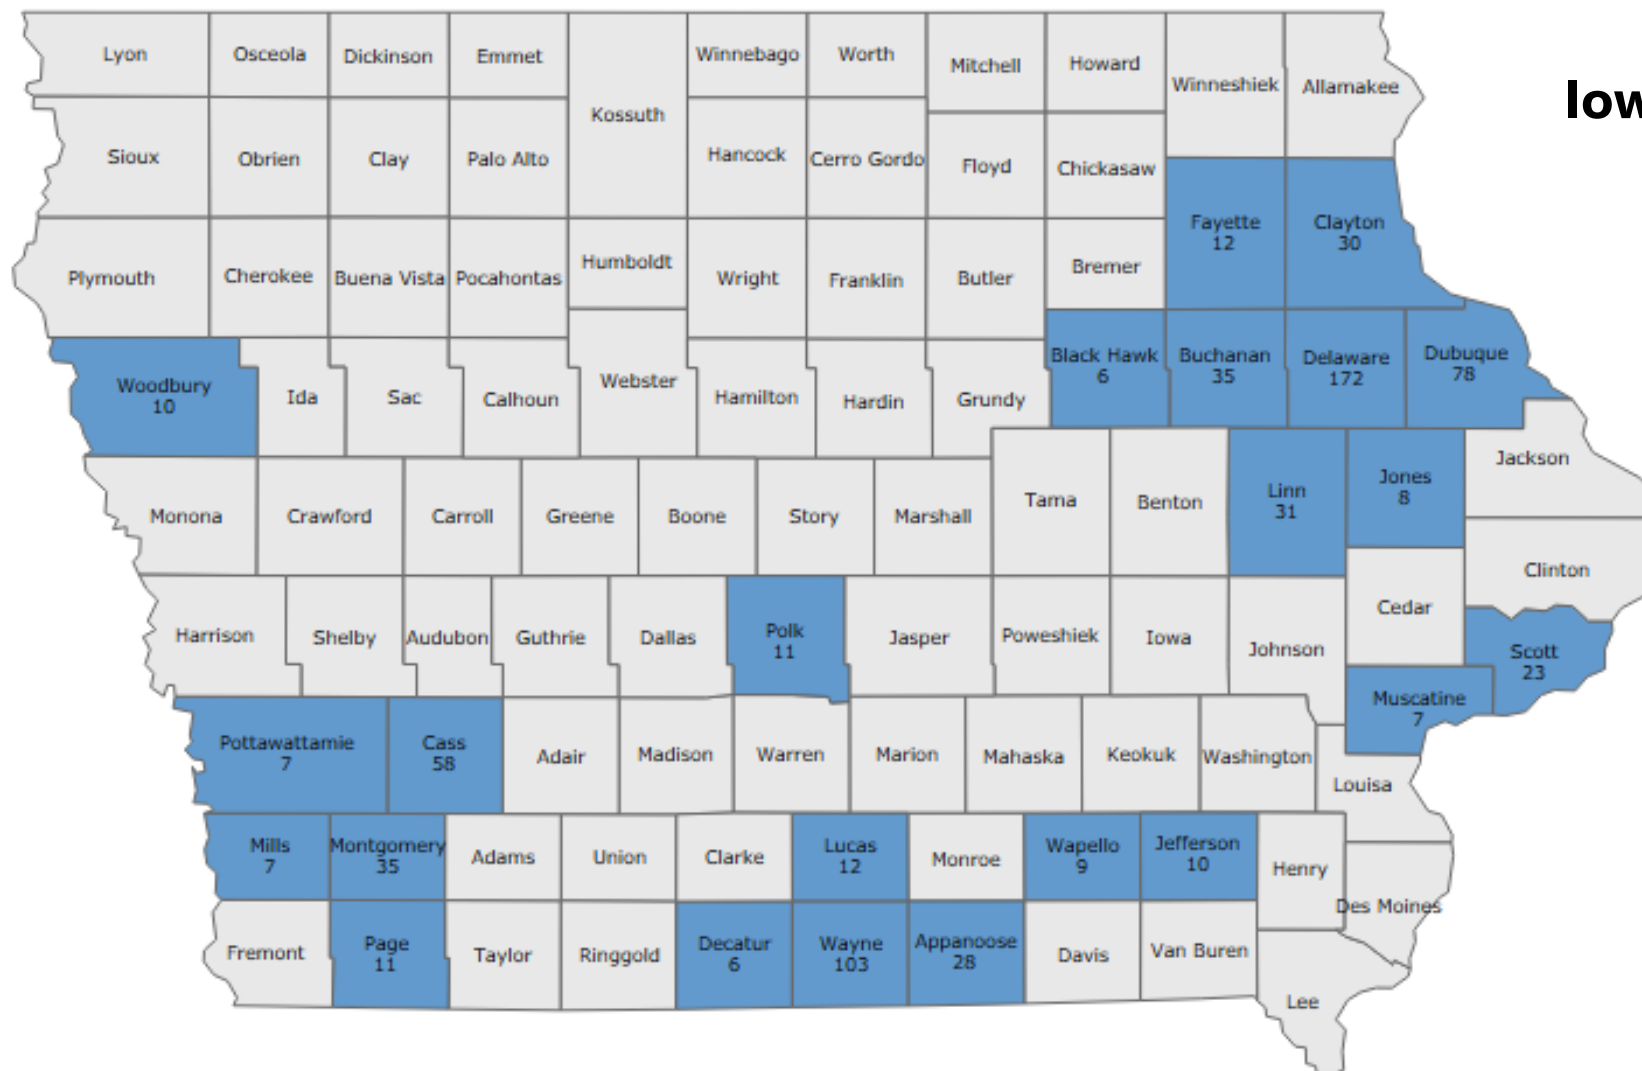 Lyon
Osceola
Dickinson
Emmet
Kossuth
Winnebago
Worth
Mitchell
Howard
Winneshiek
Allamakee
Iow
Sioux
Obrien
Clay
Palo Alto
Hancock
Cerro Gordo
Floyd
Chickasaw
Fayette
12
Clayton
30
Plymouth
Cherokee
Buena Vista
Pocahontas
Humboldt
Wright
Franklin
Butler
Bremer
Woodbury
10
Ida
Sac
Calhoun
Webster
Hamilton
Hardin
Grundy
Black Hawk
6
Buchanan
35
Delaware
172
Dubuque
78
Monona
Crawford
Carroll
Greene
Boone
Story
Marshall
Tama
Benton
Linn
31
Jones
8
Jackson
Clinton
Harrison
Shelby
Audubon
Guthrie
Dallas
Polk
11
Jasper
Poweshiek
Iowa
Johnson
Cedar
Scott
23
Muscatine
7
Pottawattamie
7
Cass
58
Adair
Madison
Warren
Marion
Mahaska
Keokuk
Washington
Louisa
Mills
7
Montgomery
35
Adams
Union
Clarke
Lucas
12
Monroe
Wapello
9
Jefferson
10
Henry
Des Moines
Fremont
Page
11
Taylor
Ringgold
Decatur
6
Wayne
103
Appanoose
28
Davis
Van Buren
Lee